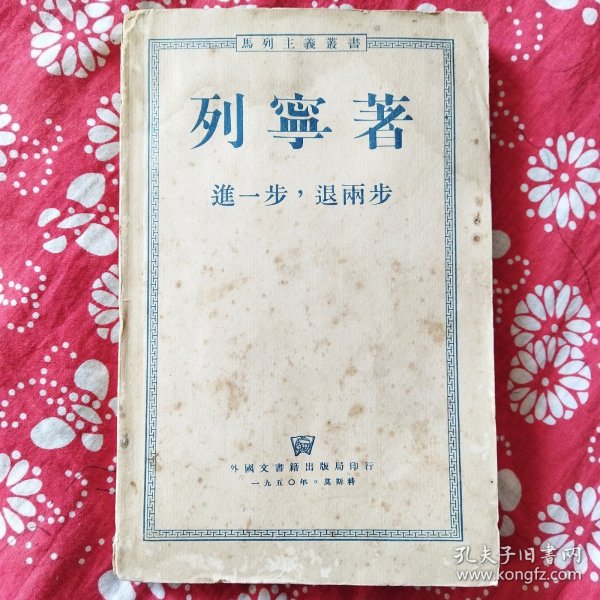 馬列主義叢書
列寧著
進一步，退兩步
外國文書籍出版局印行
一九五〇年。莫斯科
孔夫子旧书网
www.kongfz.com